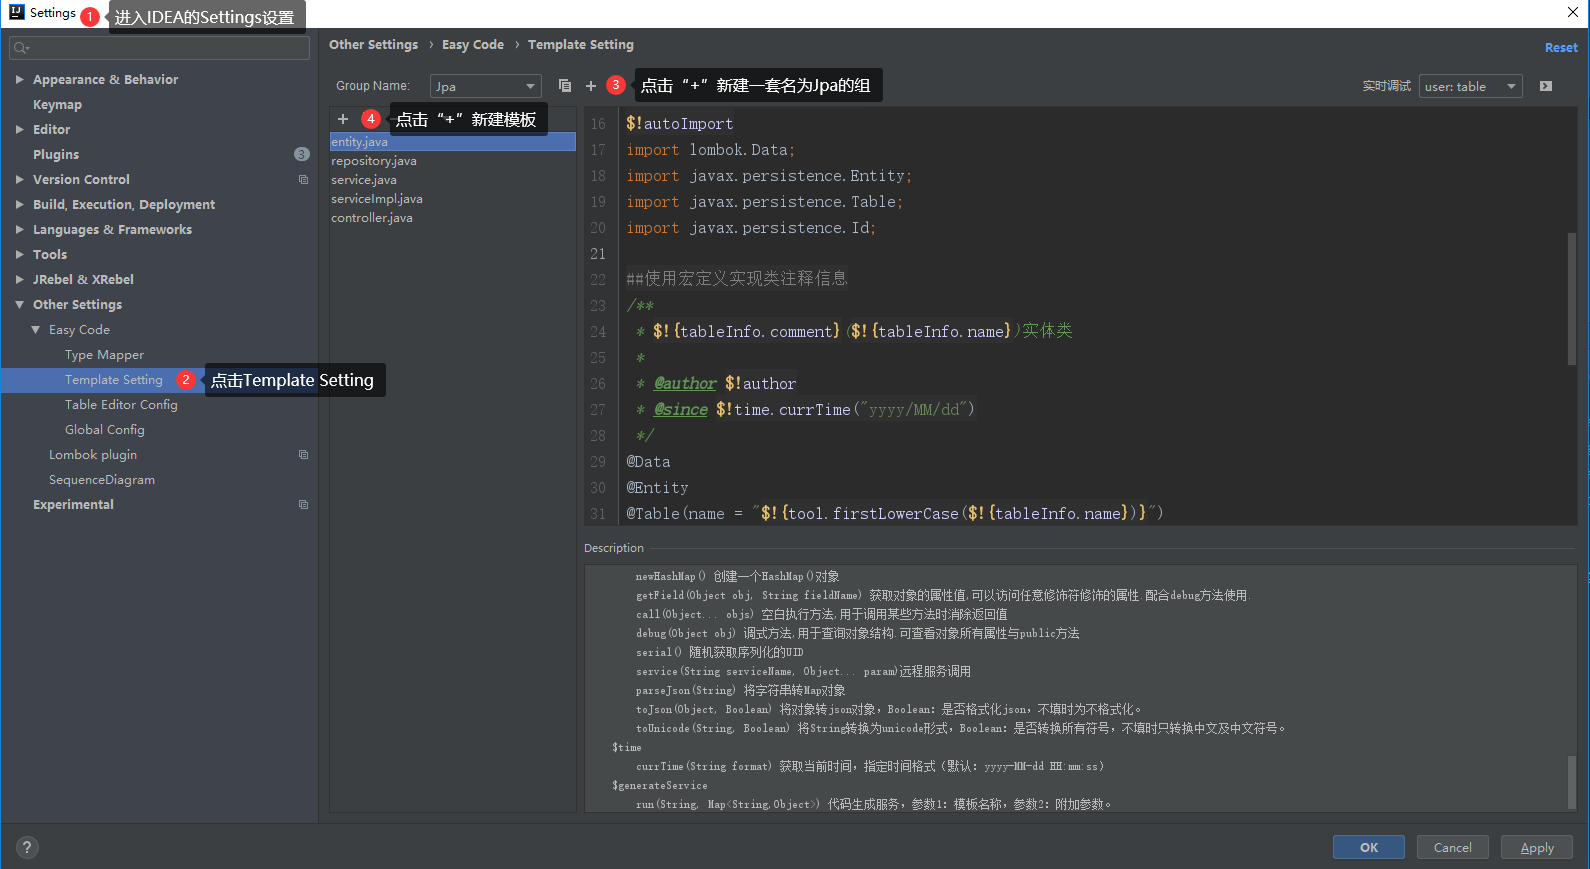 Settings
1
进入IDEA的Settings设置
Appearance & Behavior
Keymap
Editor
Plugins
3
Version Control
Build, Execution, Deployment
Languages & Frameworks
Tools
JRebel & XRebel
Other Settings
Easy Code
Type Mapper
Template Setting
2
点击Template Setting
Table Editor Config
Global Config
Lombok plugin
SequenceDiagram
Experimental
Other Settings › Easy Code › Template Setting
Reset
Group Name:
Jpa
3
点击“+”新建一套名为Jpa的组
实时调试
user: table
4
点击“+”新建模板
entity.java
repository.java
service.java
serviceImpl.java
controller.java
16 $!autoImport
17 import lombok.Data;
18 import javax.persistence.Entity;
19 import javax.persistence.Table;
20 import javax.persistence.Id;
21
22 ##使用宏定义实现类注释信息
23 /**
24 * $!{tableInfo.comment}($!{tableInfo.name})实体类
25 *
26 * @author $!author
27 * @since $!time.currTime("yyyy/MM/dd")
28 */
29 @Data
30 @Entity
31 @Table(name = "$!{tool.firstLowerCase($!{tableInfo.name})}")
Description
newHashMap() 创建一个HashMap()对象
getField(Object obj, String fieldName) 获取对象的属性值,可以访问任意修饰符修饰的属性.配合debug方法使用.
call(Object... objs) 空白执行方法,用于调用某些方法时消除返回值
debug(Object obj) 调式方法,用于查询对象结构.可查看对象所有属性与public方法
serial() 随机获取序列化的UID
service(String serviceName, Object... param)远程服务调用
parseJson(String) 将字符串转Map对象
toJson(Object, Boolean) 将对象转json对象，Boolean：是否格式化json，不填时为不格式化。
toUnicode(String, Boolean) 将String转换为unicode形式，Boolean：是否转换所有符号，不填时只转换中文及中文符号。
$time
currTime(String format) 获取当前时间，指定时间格式（默认：yyyy-MM-dd HH:mm:ss）
$generateService
run(String, Map<String,Object>) 代码生成服务，参数1：模板名称，参数2：附加参数。
?
OK
Cancel
Apply